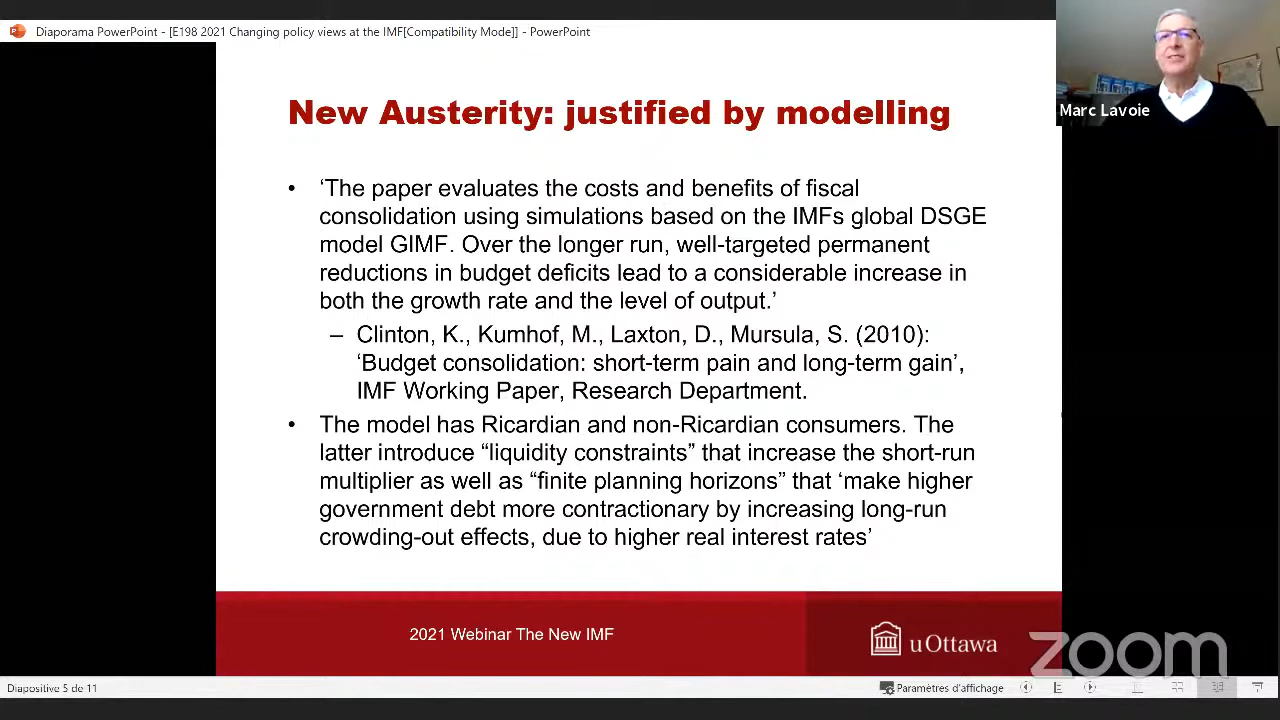 Diaporama PowerPoint - [E198 2021 Changing policy views at the IMF[Compatibility Mode]] - PowerPoint
Marc Lavoie
New Austerity: justified by modelling
• ‘The paper evaluates the costs and benefits of fiscal
consolidation using simulations based on the IMFs global DSGE
model GIMF. Over the longer run, well-targeted permanent
reductions in budget deficits lead to a considerable increase in
both the growth rate and the level of output.’
– Clinton, K., Kumhof, M., Laxton, D., Mursula, S. (2010):
‘Budget consolidation: short-term pain and long-term gain’,
IMF Working Paper, Research Department.
• The model has Ricardian and non-Ricardian consumers. The
latter introduce “liquidity constraints” that increase the short-run
multiplier as well as “finite planning horizons” that ‘make higher
government debt more contractionary by increasing long-run
crowding-out effects, due to higher real interest rates’
2021 Webinar The New IMF
uOttawa
zoom
Diapositive 5 de 11
Paramètres d'affichage